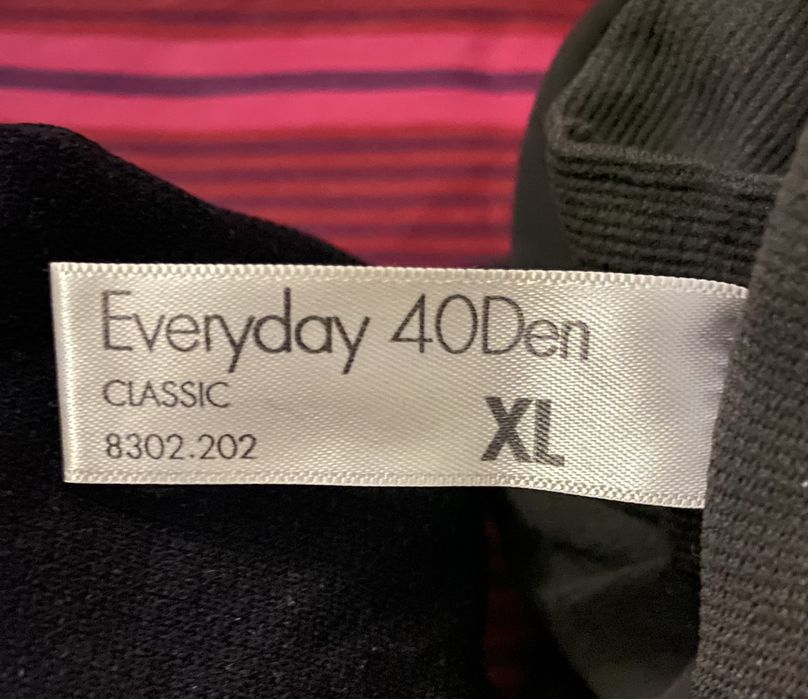 Everyday 40Den
CLASSIC
8302.202
XL